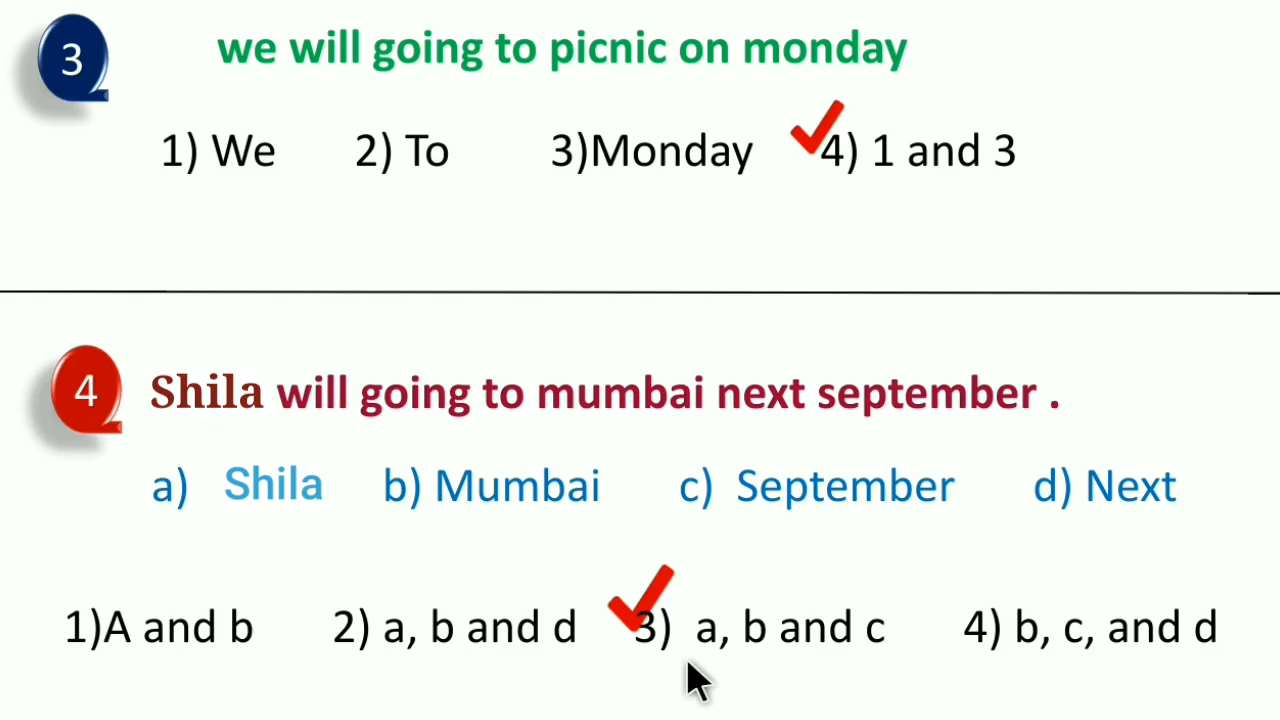 3 we will going to picnic on monday
1) We 2) To 3)Monday 4) 1 and 3
4 Shila will going to mumbai next september .
a) Shila b) Mumbai c) September d) Next
1)A and b 2) a, b and d 3) a, b and c 4) b, c, and d